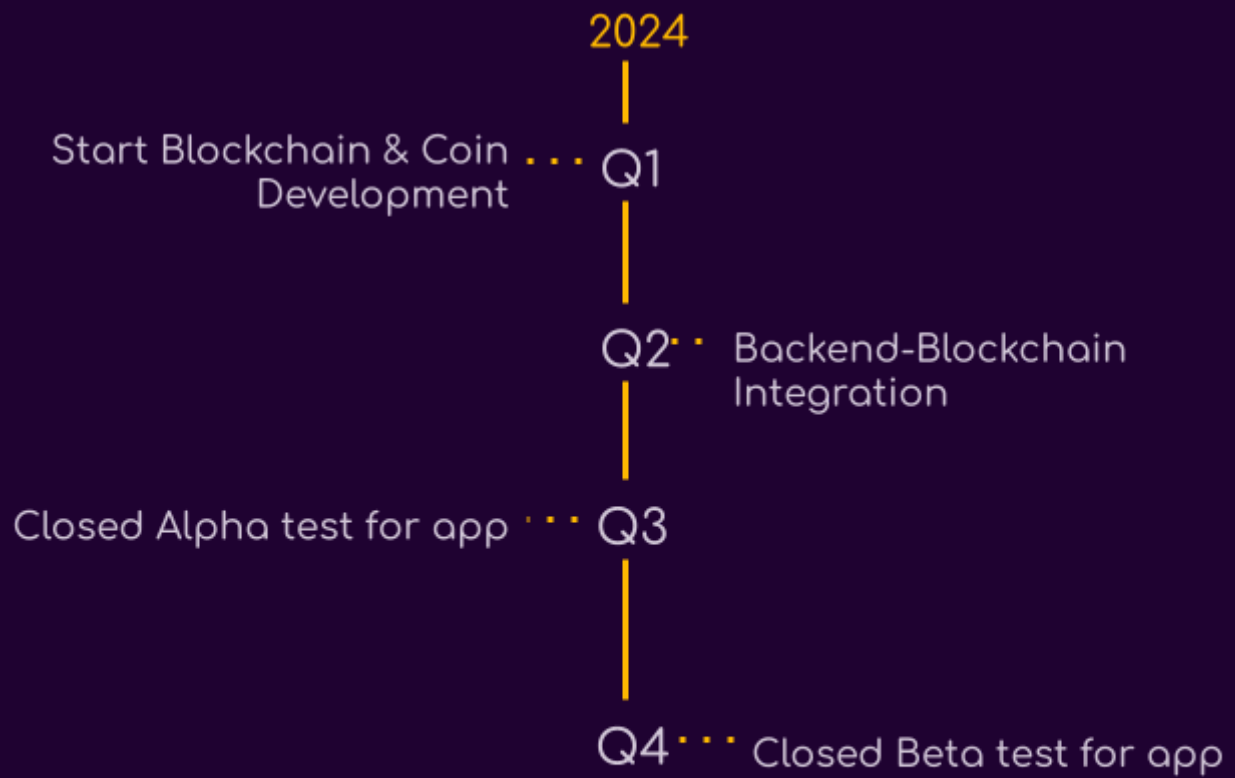 2024
Start Blockchain & Coin
Development
Q1
Q2
Backend-Blockchain
Integration
Closed Alpha test for app
Q3
Q4
Closed Beta test for app